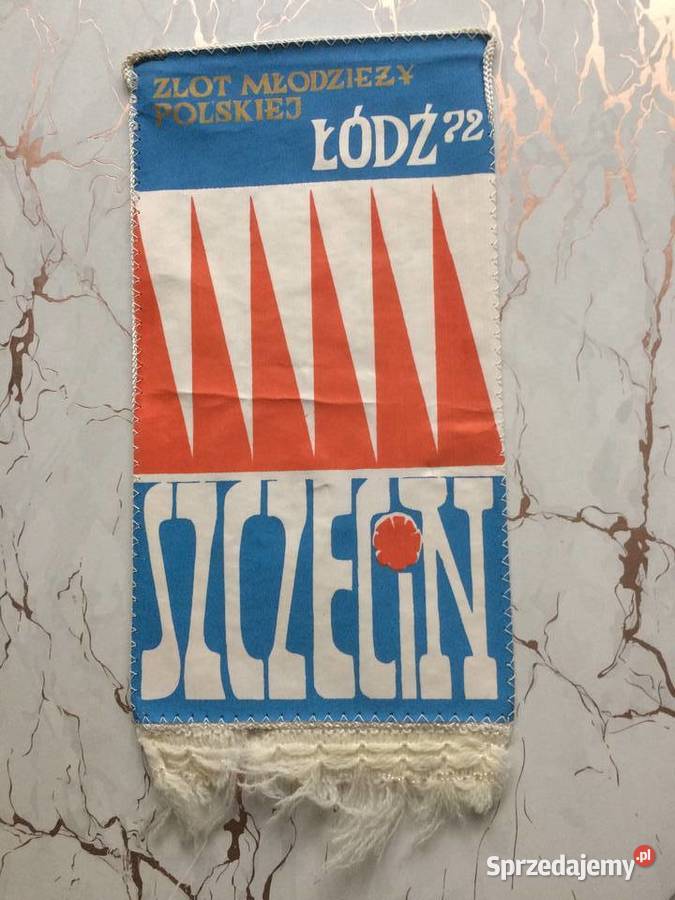 ZLOT MŁODZIEŻY
POLSKIEJ
ŁÓDŹ 72
SZCZECiN
Sprzedajemy.pl